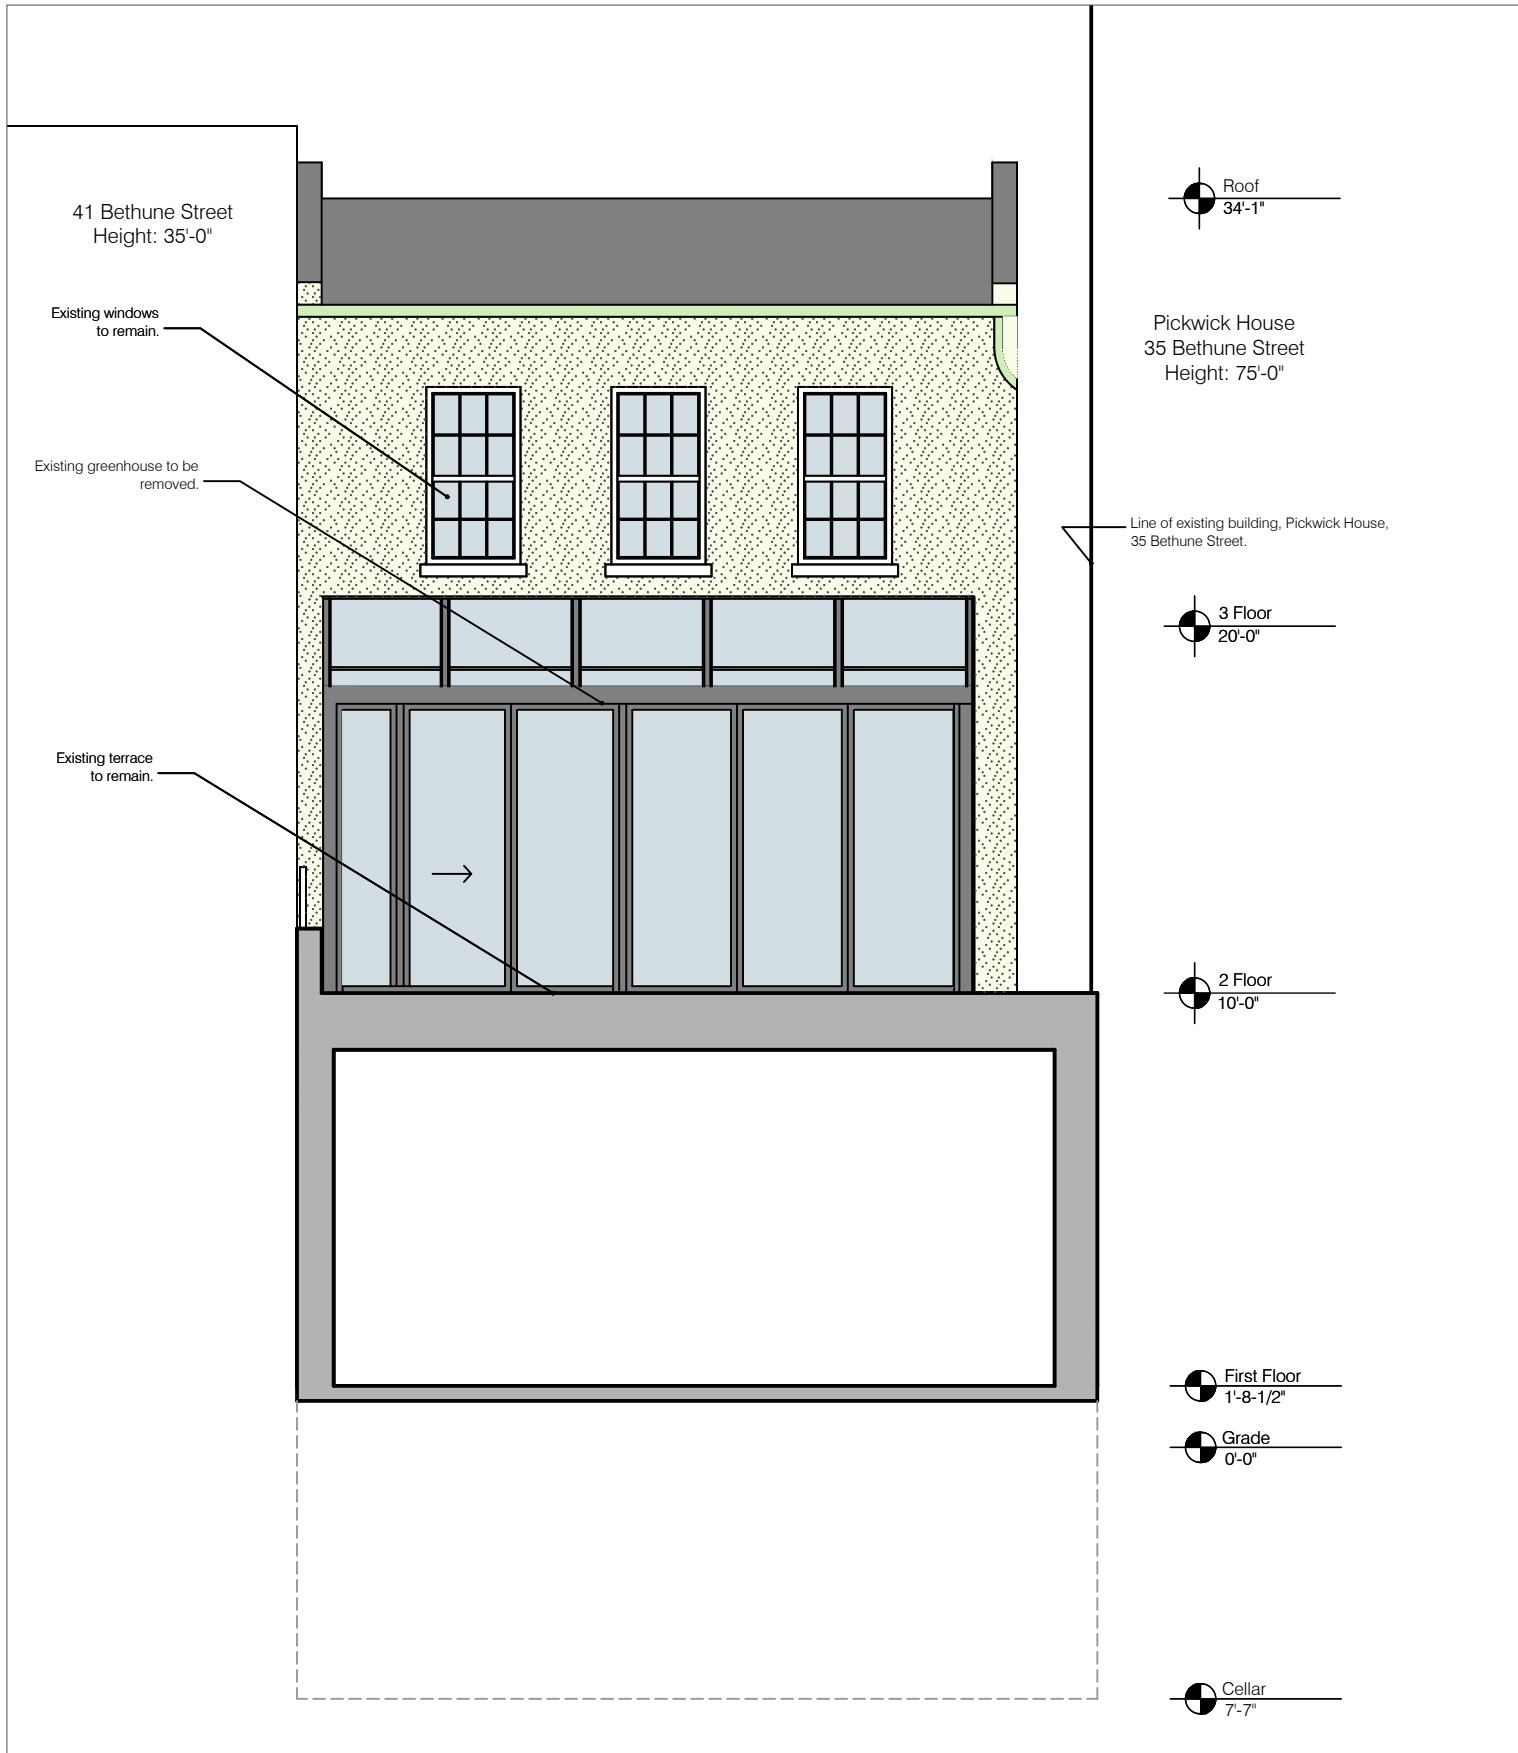 41 Bethune Street
Height: 35'-0"
Existing windows
to remain.
Existing greenhouse to be
removed.
Existing terrace
to remain.
Roof
34'-1"
Pickwick House
35 Bethune Street
Height: 75'-0"
Line of existing building, Pickwick House,
35 Bethune Street.
3 Floor
20'-0"
2 Floor
10'-0"
First Floor
1'-8-1/2"
Grade
0'-0"
Cellar
7'-7"